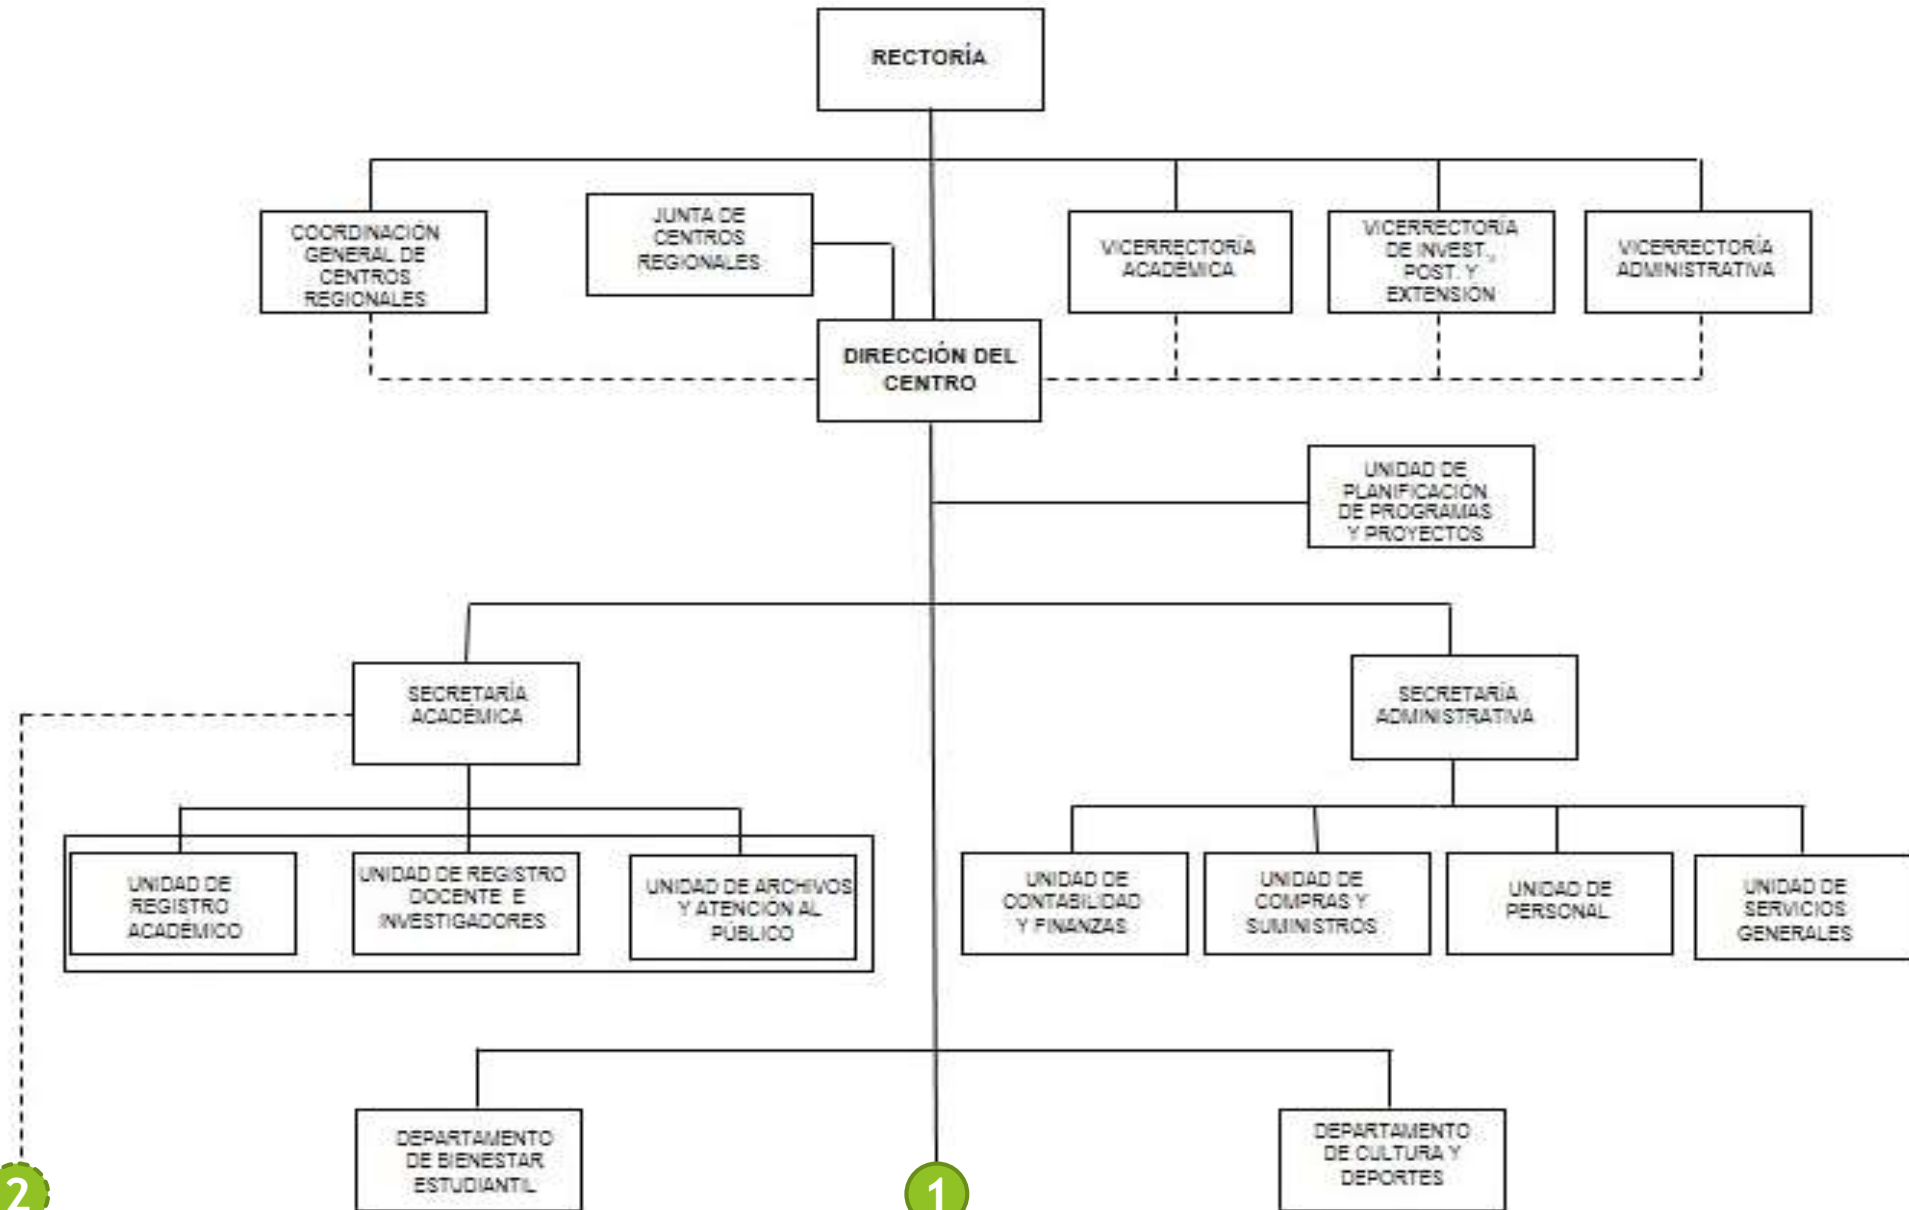 RECTORÍA
COORDINACIÓN
GENERAL DE
CENTROS
REGIONALES
JUNTA DE
CENTROS
REGIONALES
VICERRECTORÍA
ACADÉMICA
VICERRECTORÍA
DE INVEST.,
POST. Y
EXTENSIÓN
VICERRECTORÍA
ADMINISTRATIVA
DIRECCIÓN DEL
CENTRO
UNIDAD DE
PLANIFICACIÓN
DE PROGRAMAS
Y PROYECTOS
SECRETARÍA
ACADÉMICA
SECRETARÍA
ADMINISTRATIVA
UNIDAD DE
REGISTRO
ACADÉMICO
UNIDAD DE REGISTRO
DOCENTE E
INVESTIGADORES
UNIDAD DE ARCHIVOS
Y ATENCIÓN AL
PÚBLICO
UNIDAD DE
CONTABILIDAD
Y FINANZAS
UNIDAD DE
COMPRAS Y
SUMINISTROS
UNIDAD DE
PERSONAL
UNIDAD DE
SERVICIOS
GENERALES
DEPARTAMENTO
DE BIENESTAR
ESTUDIANTIL
DEPARTAMENTO
DE CULTURA Y
DEPORTES
2
1